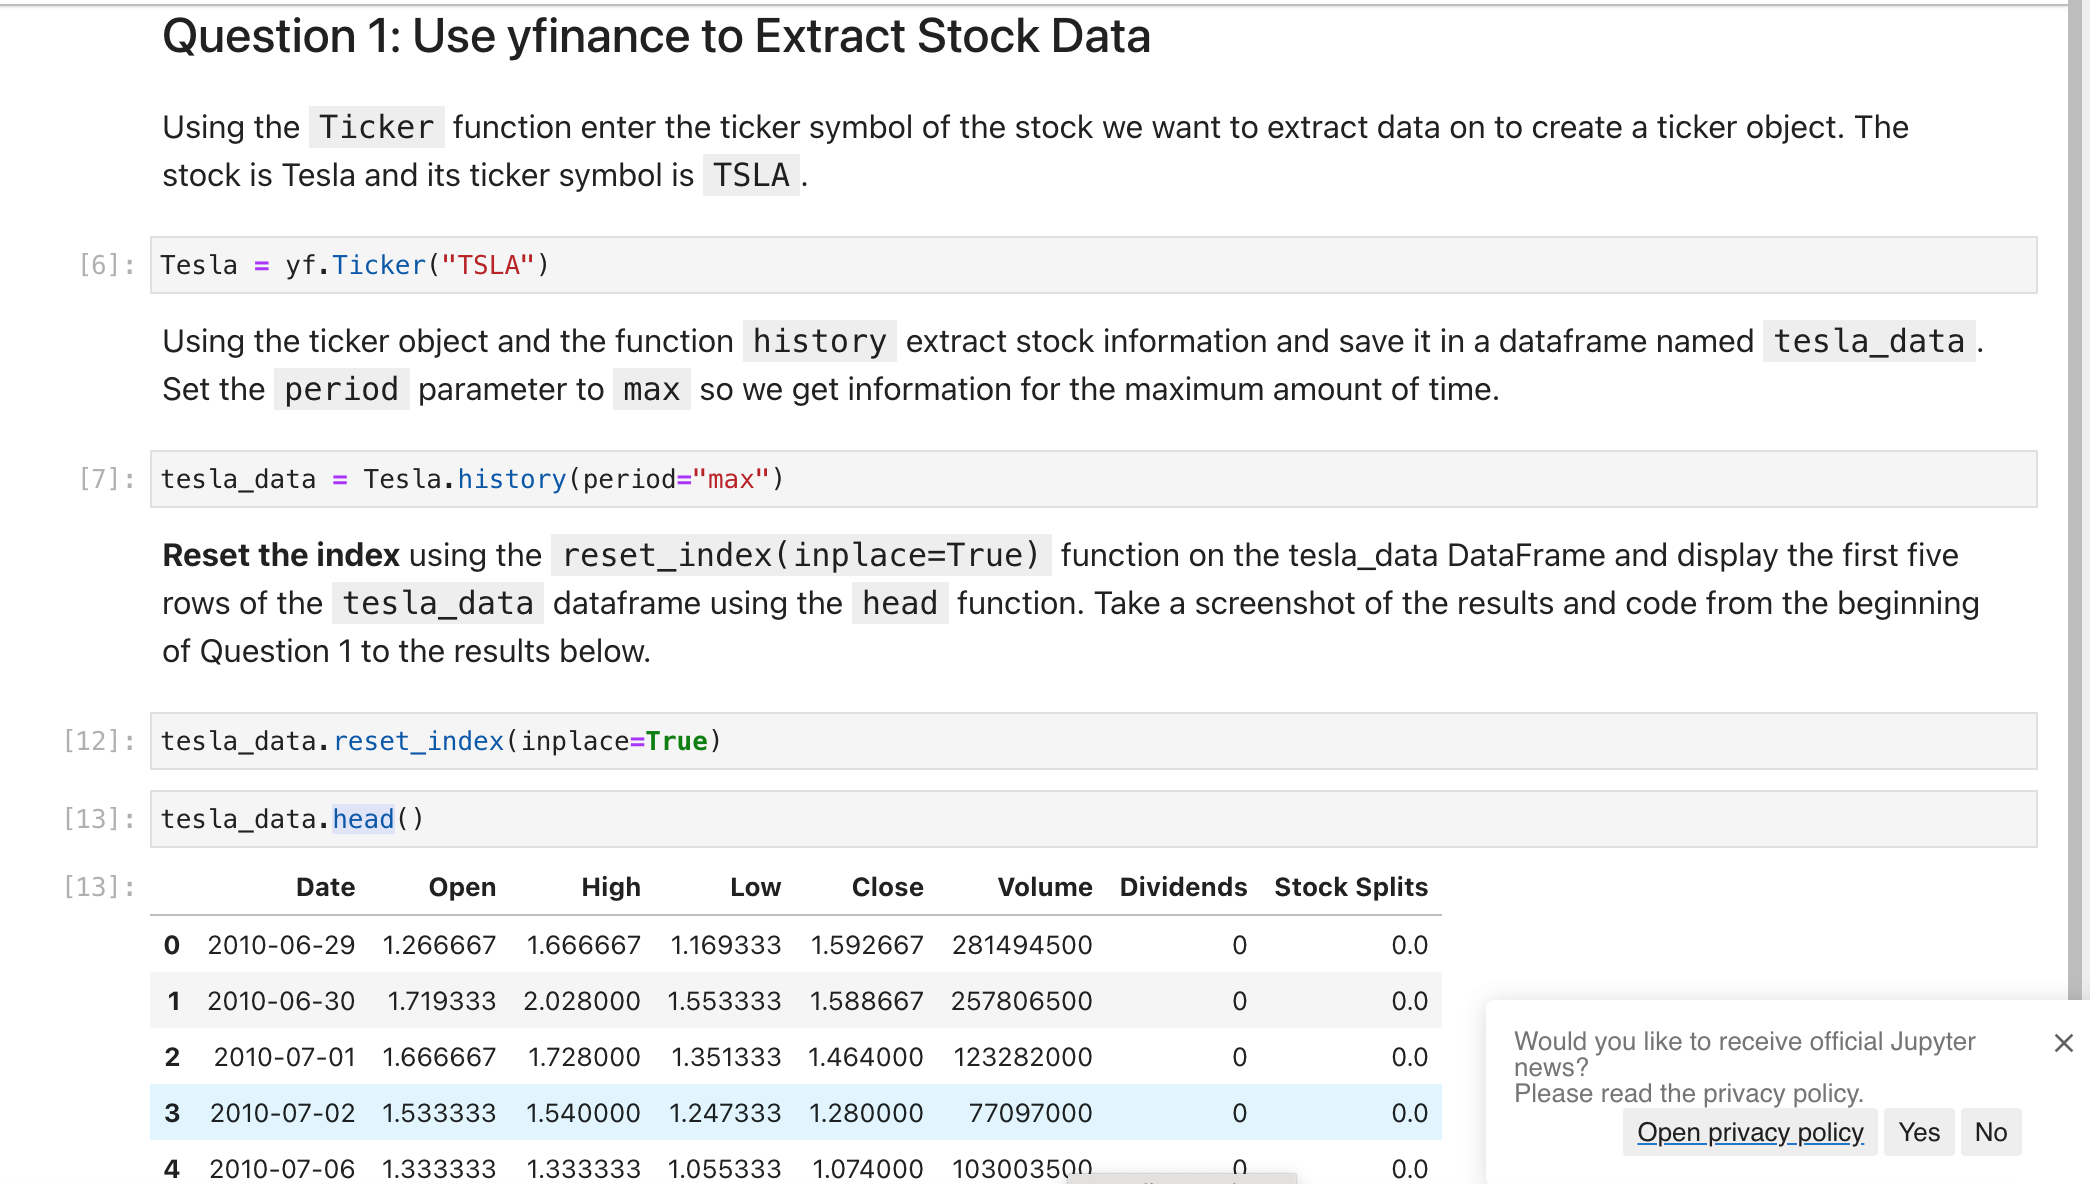 Question 1: Use yfinance to Extract Stock Data
Using the Ticker function enter the ticker symbol of the stock we want to extract data on to create a ticker object. The
stock is Tesla and its ticker symbol is TSLA.
[6]: Tesla = yf.Ticker("TSLA")
Using the ticker object and the function history extract stock information and save it in a dataframe named tesla_data.
Set the period parameter to max so we get information for the maximum amount of time.
[7]: tesla_data = Tesla.history(period="max")
Reset the index using the reset_index(inplace=True) function on the tesla_data DataFrame and display the first five
rows of the tesla_data dataframe using the head function. Take a screenshot of the results and code from the beginning
of Question 1 to the results below.
[12]: tesla_data.reset_index(inplace=True)
[13]: tesla_data.head()
[13]: Date Open High Low Close Volume Dividends Stock Splits
0 2010-06-29 1.266667 1.666667 1.169333 1.592667 281494500 0 0.0
1 2010-06-30 1.719333 2.028000 1.553333 1.588667 257806500 0 0.0
2 2010-07-01 1.666667 1.728000 1.351333 1.464000 123282000 0 0.0
3 2010-07-02 1.533333 1.540000 1.247333 1.280000 77097000 0 0.0
4 2010-07-06 1.333333 1.333333 1.055333 1.074000 103003500 0 0.0
Would you like to receive official Jupyter
news?
Please read the privacy policy.
Open privacy policy Yes No